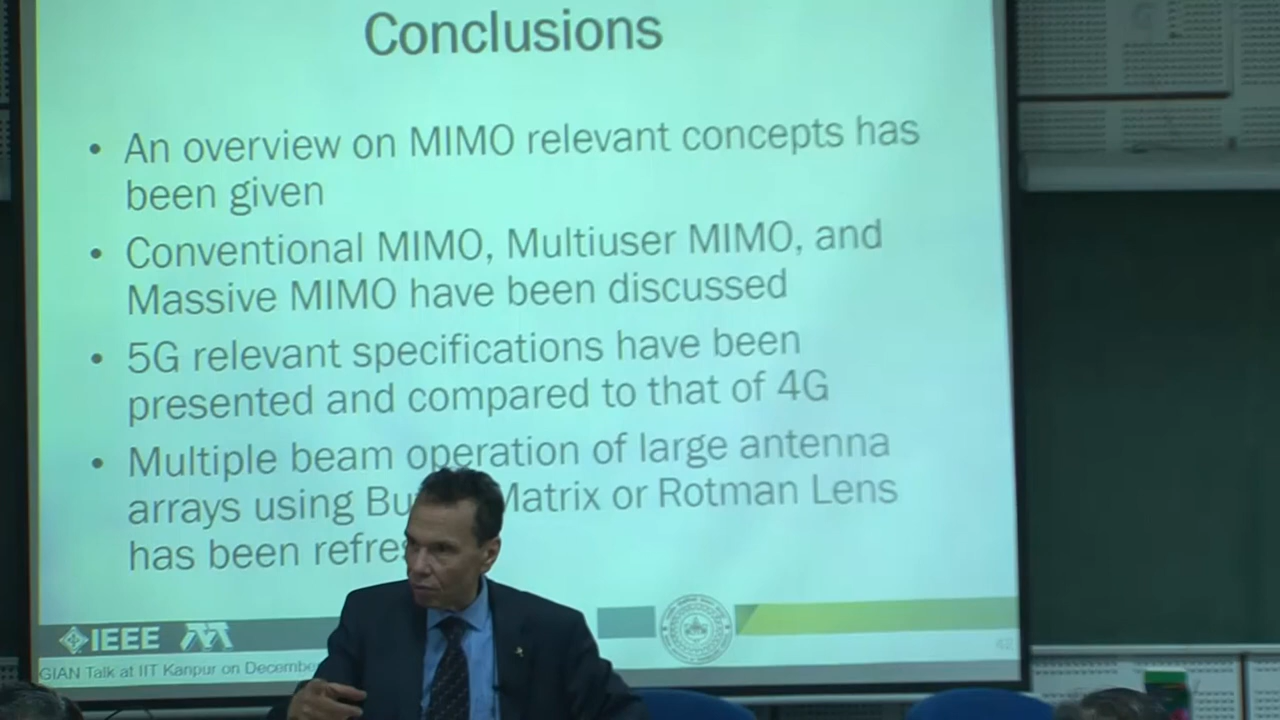 Conclusions
• An overview on MIMO relevant concepts has
been given
• Conventional MIMO, Multiuser MIMO, and
Massive MIMO have been discussed
• 5G relevant specifications have been
presented and compared to that of 4G
• Multiple beam operation of large antenna
arrays using Matrix or Rotman Lens
has been
IEEE
GIAN Talk at IIT Kanpur on
42